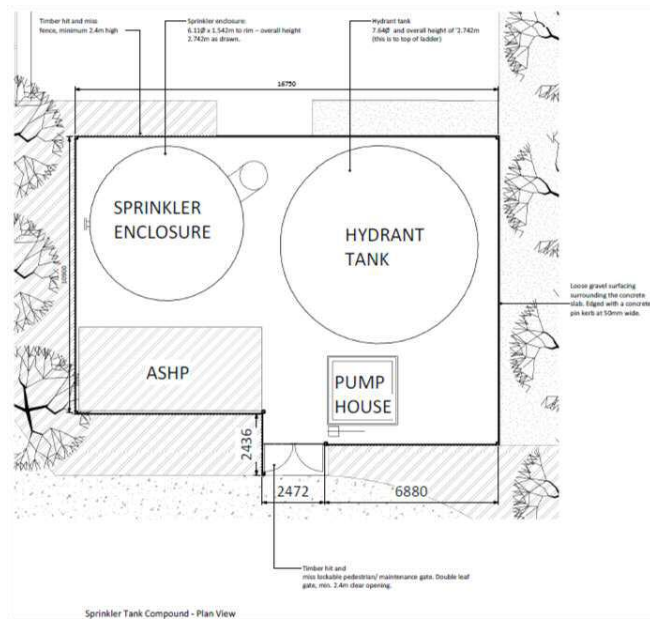 Timber hit and miss
fence, minimum 2.4m high
Sprinkler enclosure:
6.11Ø x 1.542m to rim – overall height
2.742m as drawn.
Hydrant tank
7.64Ø and overall height of '2.742m
(this is to top of ladder)
16750
SPRINKLER
ENCLOSURE
HYDRANT
TANK
10900
Loose gravel surfacing
surrounding the concrete
slab. Edged with a concrete
pin kerb at 50mm wide.
ASHP
PUMP
HOUSE
2436
2472
6880
Timber hit and
miss lockable pedestrian/ maintenance gate. Double leaf
gate, min. 2.4m clear opening.
Sprinkler Tank Compound - Plan View